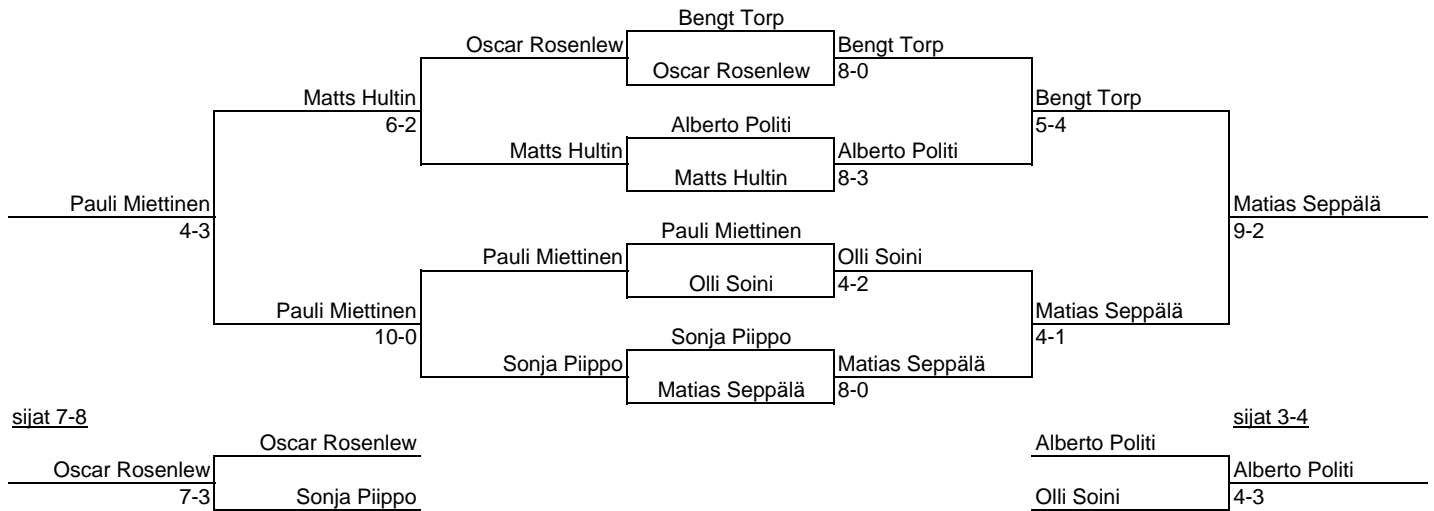 Bengt Torp
Oscar Rosenlew Bengt Torp
Oscar Rosenlew 8-0
Matts Hultin Bengt Torp
6-2 Alberto Politi 5-4
Matts Hultin Alberto Politi
Matts Hultin 8-3
Pauli Miettinen Matias Seppälä
4-3 Pauli Miettinen 9-2
Pauli Miettinen Olli Soini
Olli Soini 4-2
Pauli Miettinen Matias Seppälä
10-0 Sonja Piippo 4-1
Sonja Piippo Matias Seppälä
Matias Seppälä 8-0
sijat 7-8 sijat 3-4
Oscar Rosenlew Alberto Politi
Oscar Rosenlew Alberto Politi
7-3 Sonja Piippo Olli Soini 4-3